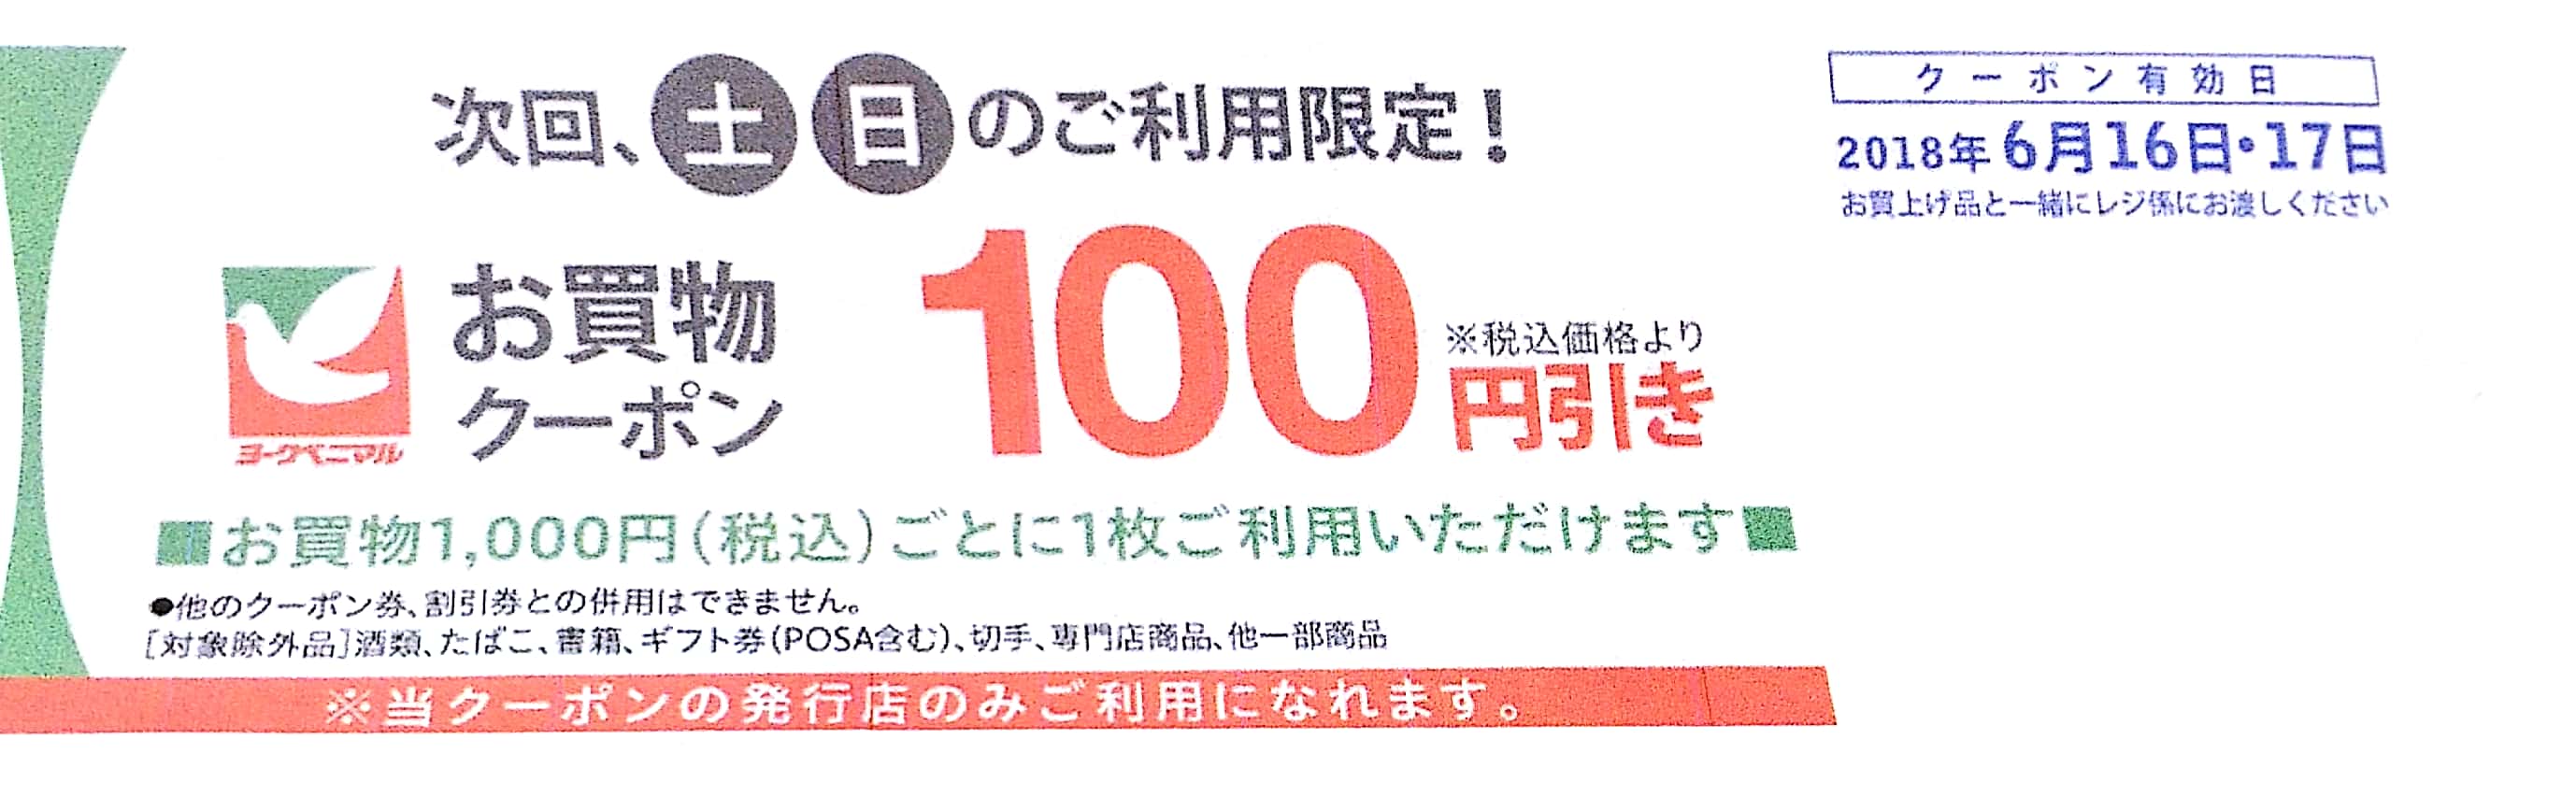 次回、土日のご利用限定!
クーポン有効日
2018年6月16日・17日
お買上げ品と一緒にレジ係にお渡しください
ヨークベニマル
お買物
クーポン
100
※税込価格より
円引き
■お買物1,000円(税込)ごとに1枚ご利用いただけます■
●他のクーポン券、割引券との併用はできません。
[対象除外品]酒類、たばこ、書籍、ギフト券(POSA含む)、切手、専門店商品、他一部商品
※当クーポンの発行店のみご利用になれます。